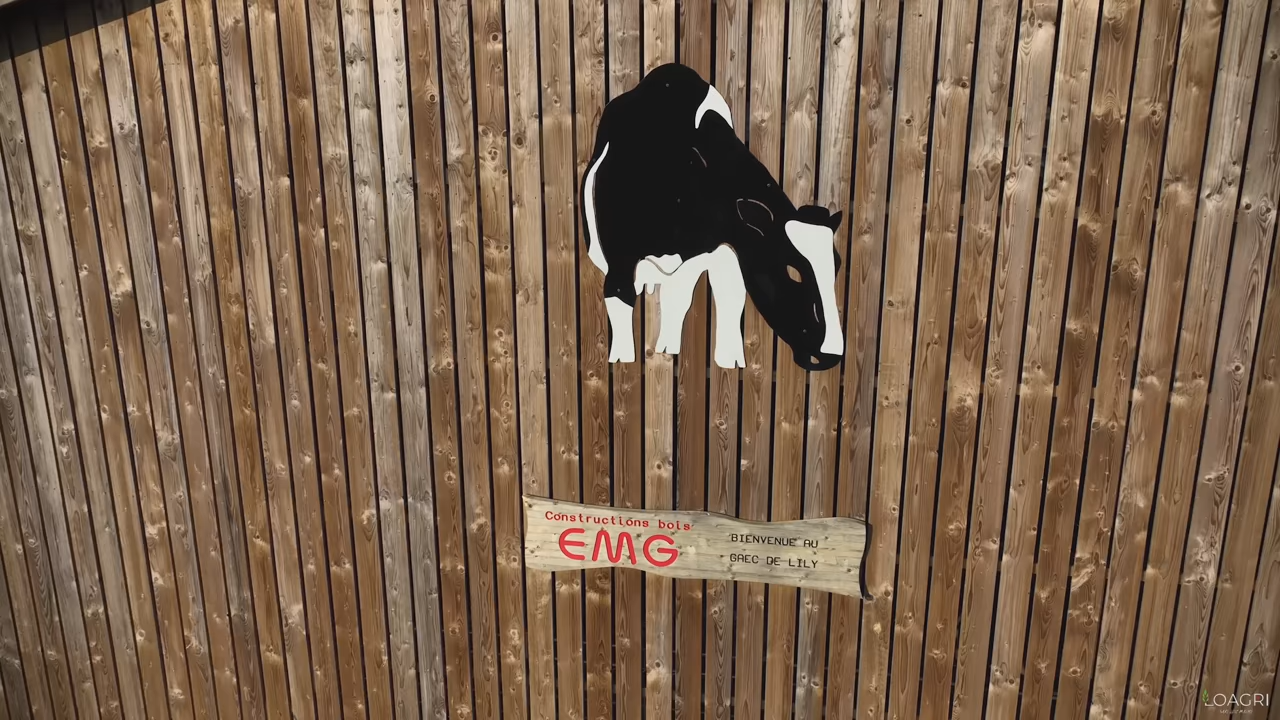 Constructions bois
EMG
BIENVENUE AU
GAEC DE LILY
LOAGRI